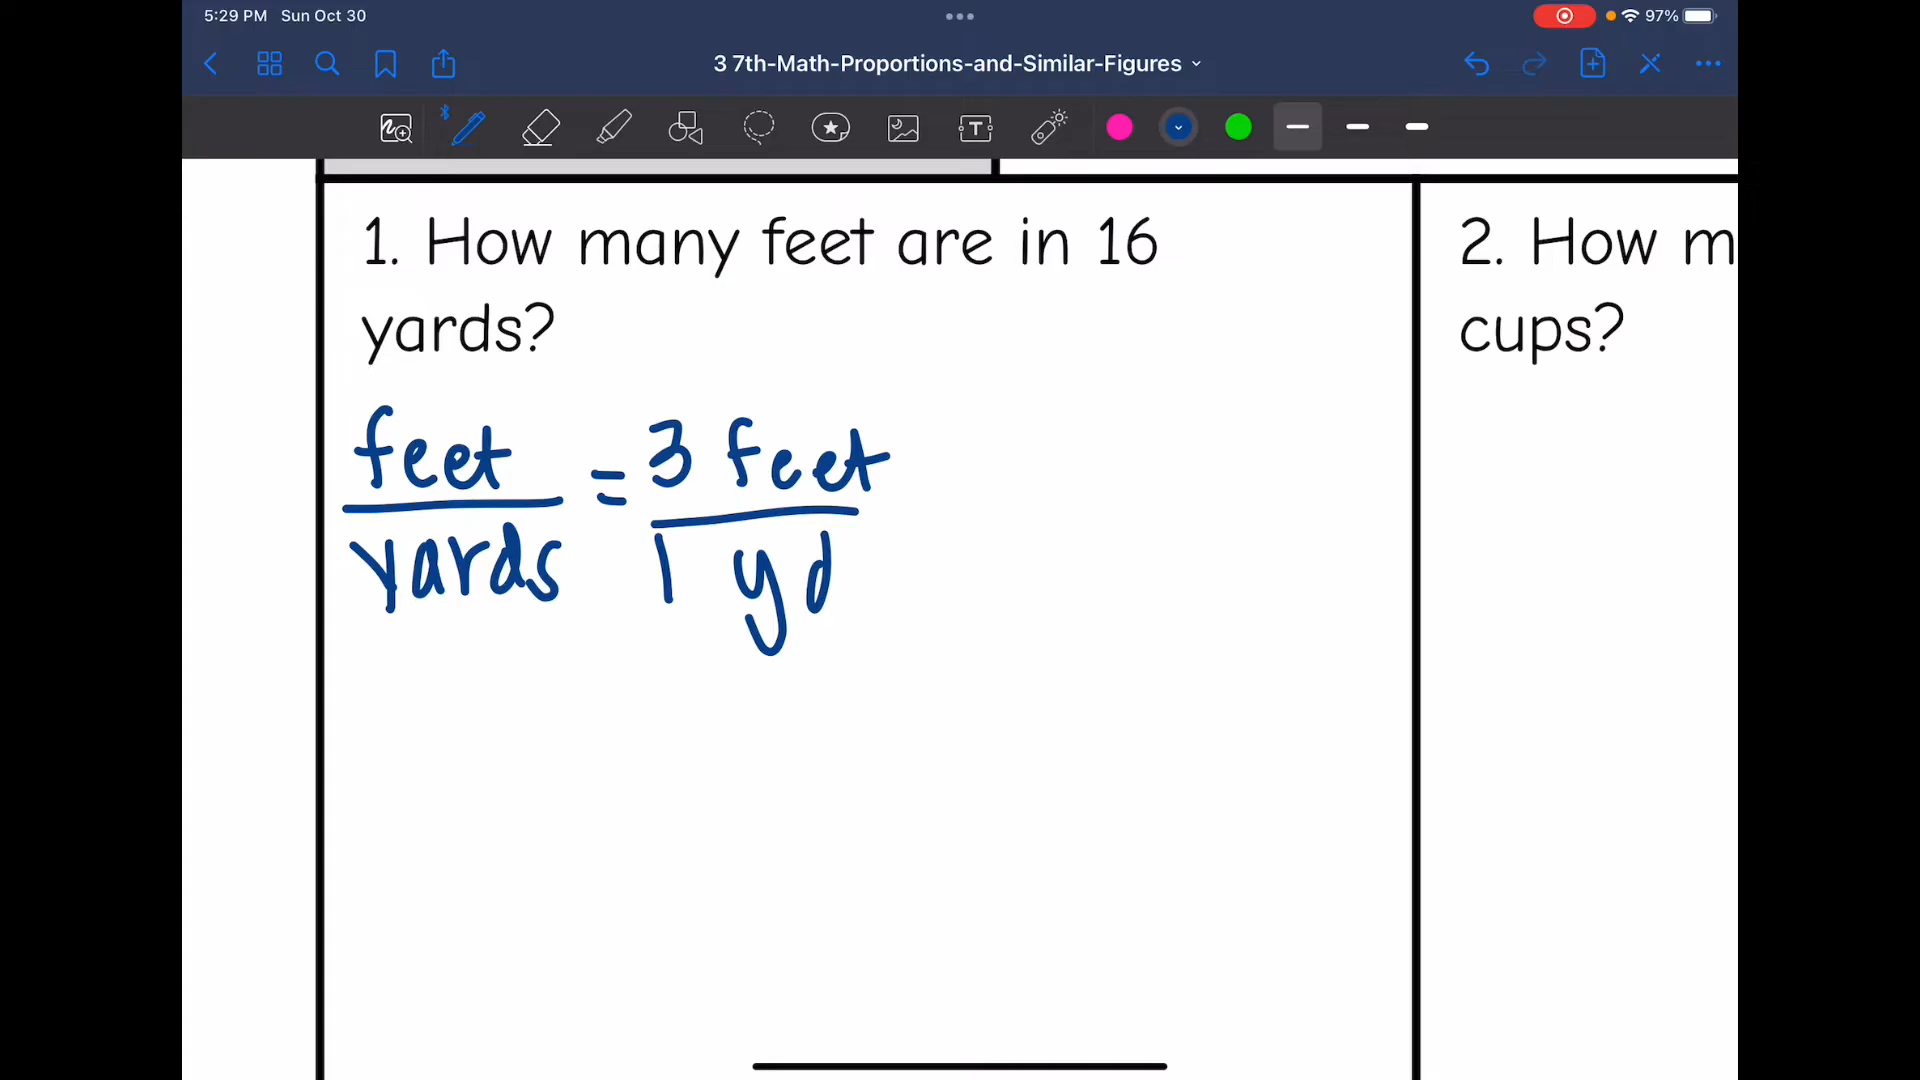 5:29 PM Sun Oct 30
97%
3 7th-Math-Proportions-and-Similar-Figures
T
1. How many feet are in 16
yards?
2. How m
cups?
feet = 3 feet
yards 1 yd